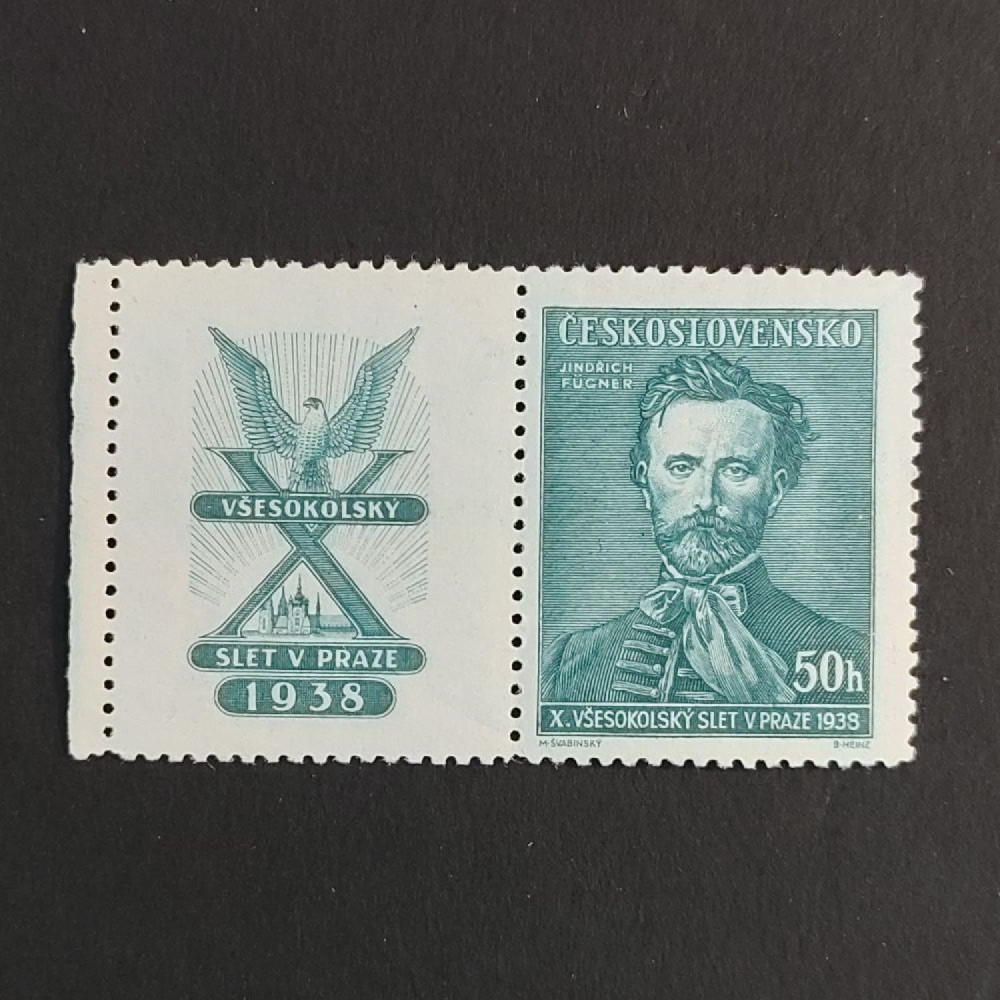 VŠESOKOLSKÝ
X
SLET V PRAZE
1938
ČESKOSLOVENSKO
JINDŘICH
FÜGNER
50h
X. VŠESOKOLSKÝ SLET V PRAZE 1938
M·ŠVABINSKÝ
B·HEINZ